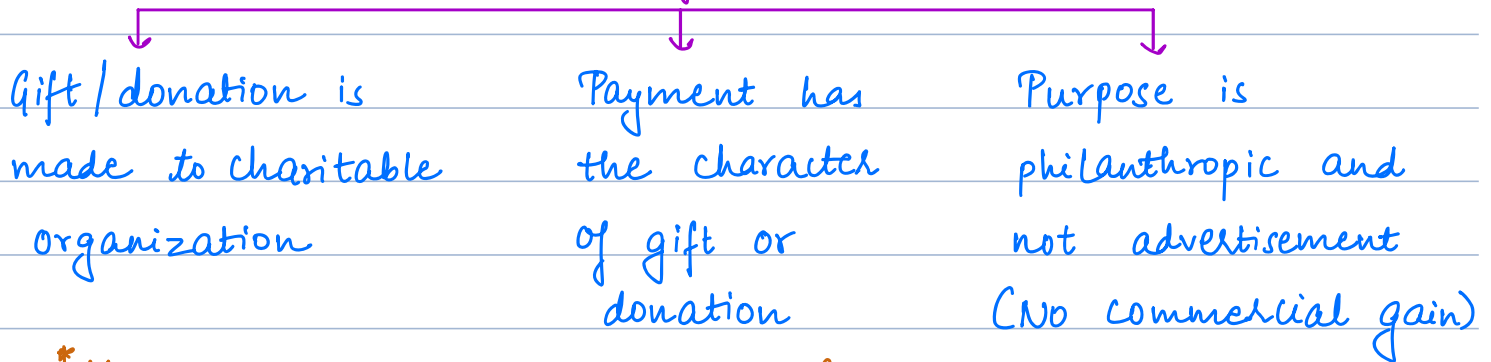 Gift / donation is
made to charitable
organization
Payment has
the character
of gift or
donation
Purpose is
philanthropic and
not advertisement
(No commercial gain)